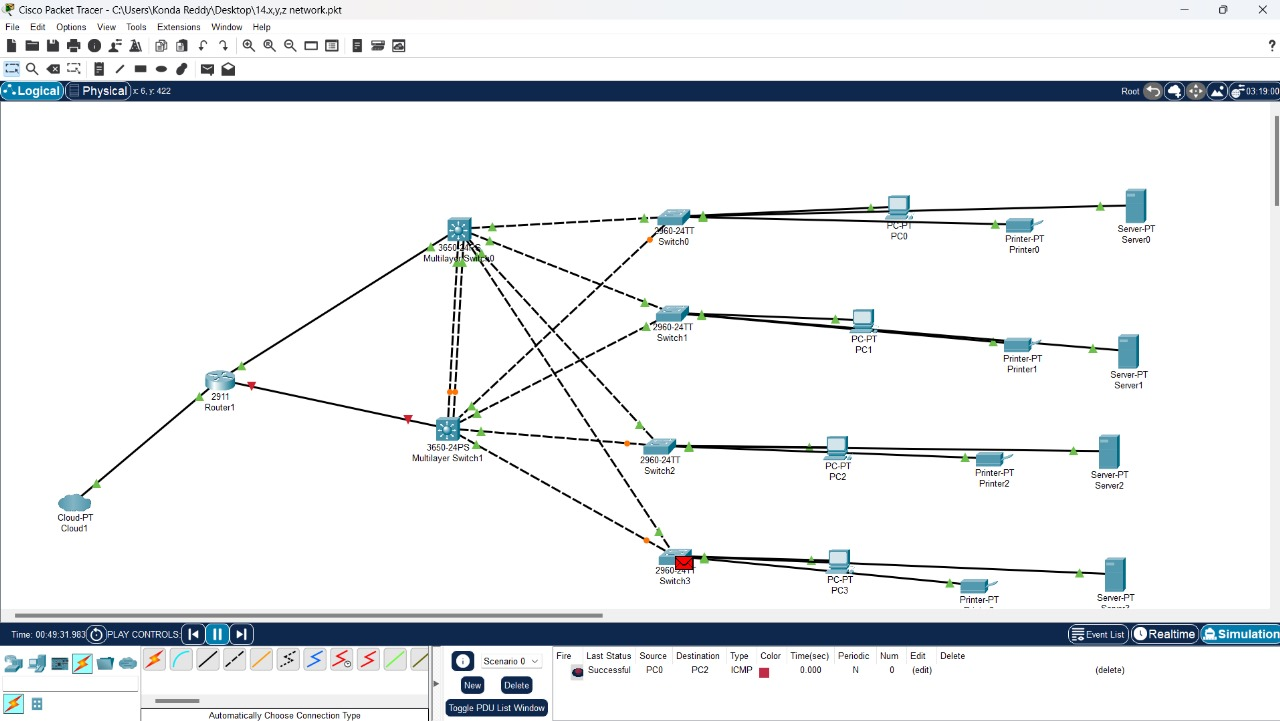 Cisco Packet Tracer - C:\Users\Konda Reddy\Desktop\14.x,y,z network.pkt
File Edit Options View Tools Extensions Window Help
?
Logical Physical x: 6, y: 422 Root 03:19:00
2960-24TT
Switch0
PC-PT
PC0
Printer-PT
Printer0
Server-PT
Server0
3650-24PS
Multilayer Switch0
2960-24TT
Switch1
PC-PT
PC1
Printer-PT
Printer1
Server-PT
Server1
2911
Router1
3650-24PS
Multilayer Switch1
2960-24TT
Switch2
PC-PT
PC2
Printer-PT
Printer2
Server-PT
Server2
Cloud-PT
Cloud1
2960-24TT
Switch3
PC-PT
PC3
Printer-PT
Server-PT
Time: 00:49:31.983 PLAY CONTROLS: Event List Realtime Simulation
Scenario 0
New Delete
Toggle PDU List Window
Fire Last Status Source Destination Type Color Time(sec) Periodic Num Edit Delete
Successful PC0 PC2 ICMP 0.000 N 0 (edit) (delete)
Automatically Choose Connection Type